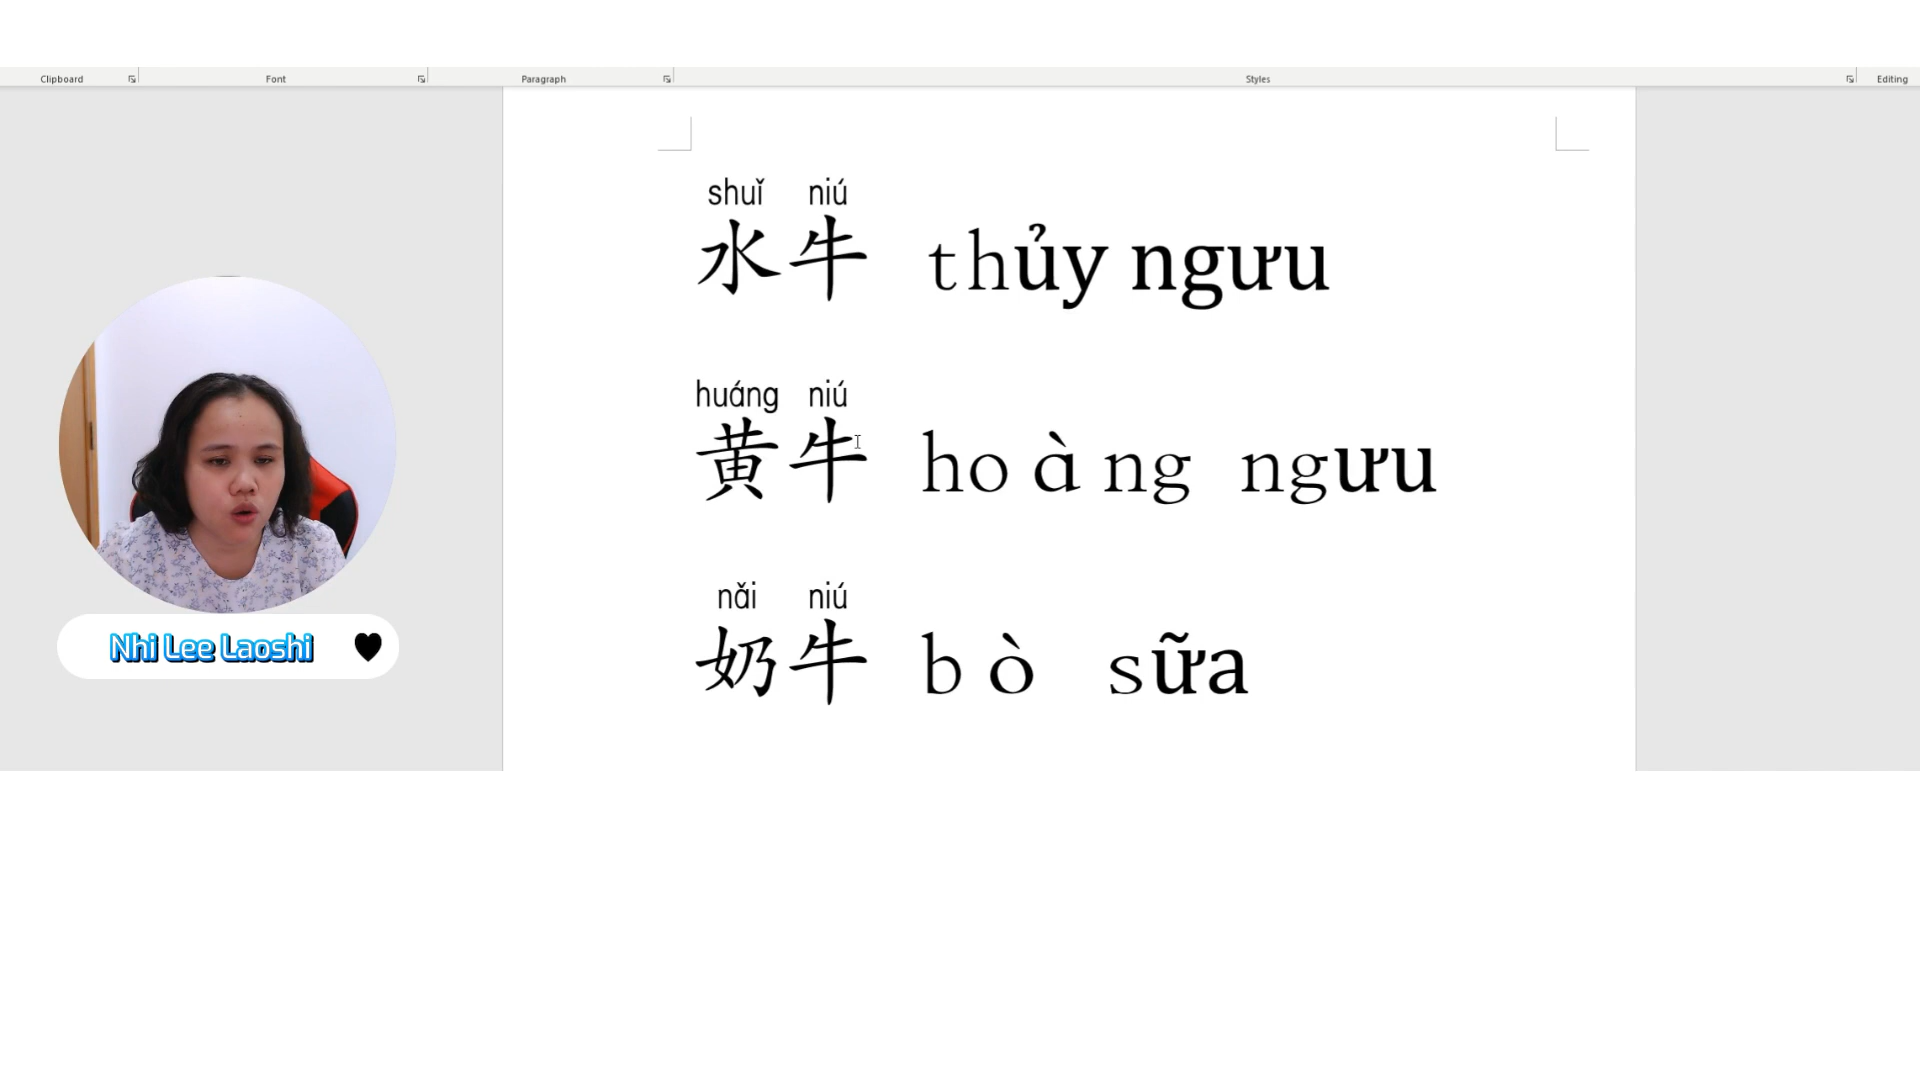 Clipboard Font Paragraph Styles Editing
shuǐ niú
水牛 thủy ngưu
huáng niú
黄牛 hoàng ngưu
nǎi niú
奶牛 bò sữa
Nhi Lee Laoshi